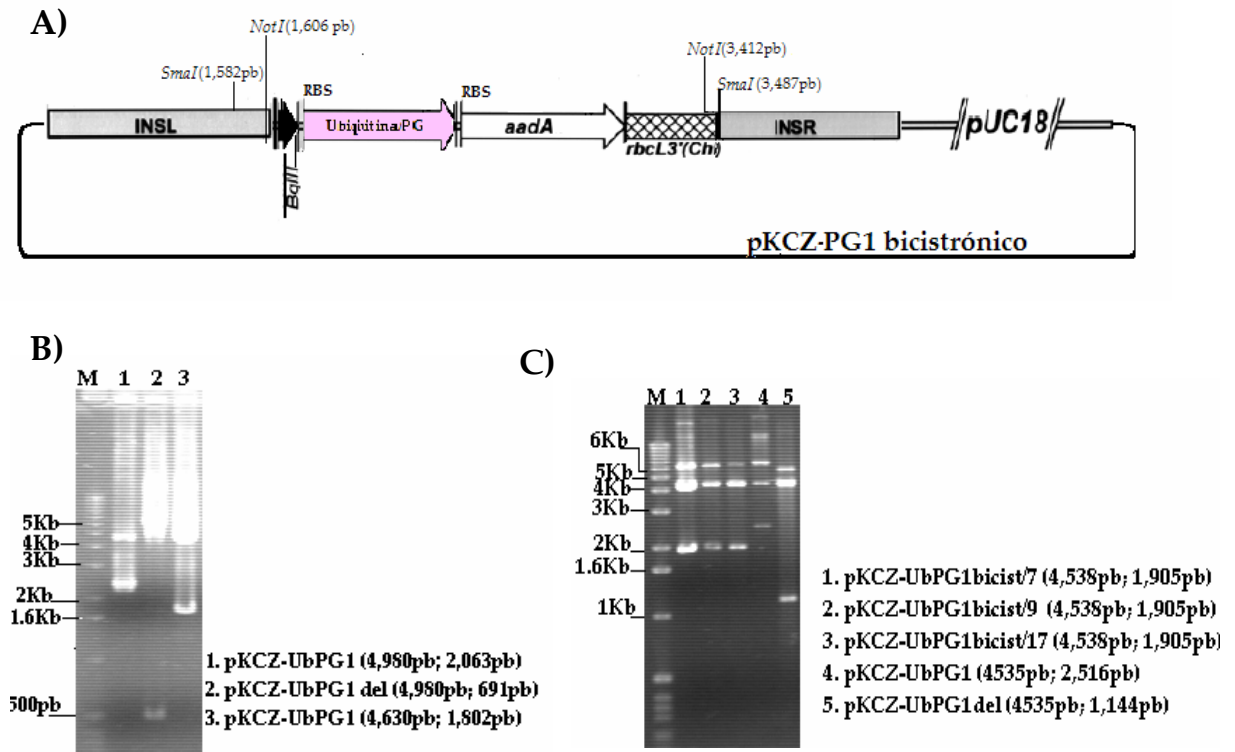 A)
NotI(1,606 pb)
SmaI(1,582pb)
NotI(3,412pb)
SmaI (3,487pb)
RBS
RBS
INSL
aadA
INSR
pUC18
rbcL3'(Chi)
BglII
pKCZ-PG1 bicistrónico
B)
M 1 2 3
5Kb
4Kb
3Kb
2Kb
1.6Kb
500pb
1. pKCZ-UbPG1 (4,980pb; 2,063pb)
2. pKCZ-UbPG1 del (4,980pb; 691pb)
3. pKCZ-UbPG1 (4,630pb; 1,802pb)
C)
M 1 2 3 4 5
6Kb
5Kb
4Kb
3Kb
2Kb
1.6Kb
1Kb
1. pKCZ-UbPG1bicist/7 (4,538pb; 1,905pb)
2. pKCZ-UbPG1bicist/9 (4,538pb; 1,905pb)
3. pKCZ-UbPG1bicist/17 (4,538pb; 1,905pb)
4. pKCZ-UbPG1 (4535pb; 2,516pb)
5. pKCZ-UbPG1del (4535pb; 1,144pb)